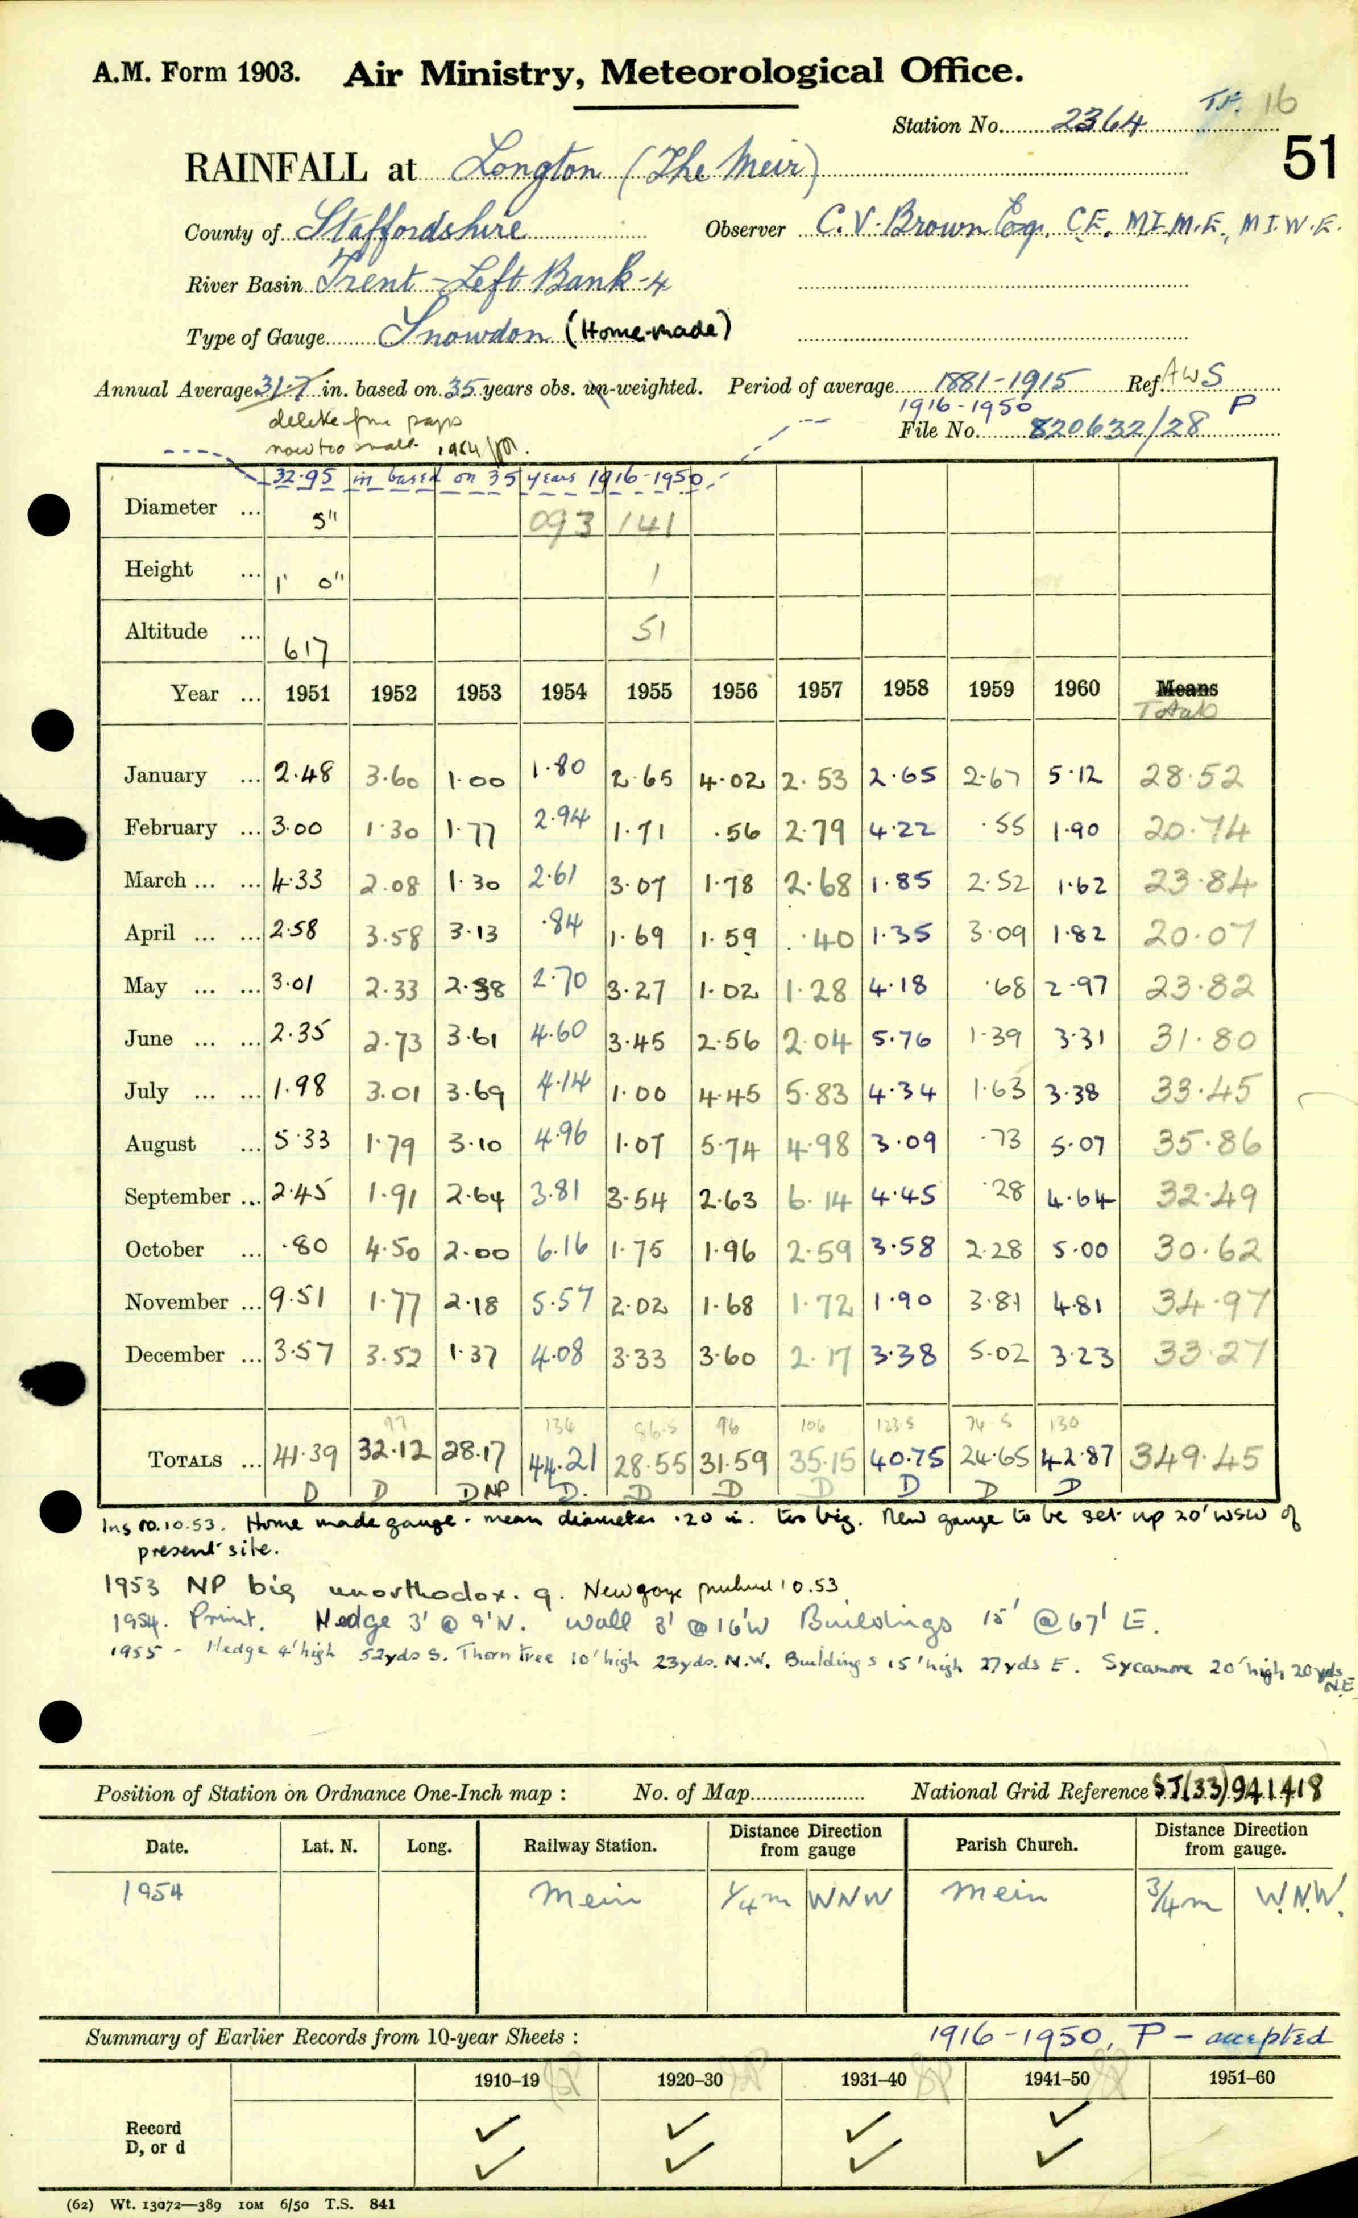 A.M. Form 1903. Air Ministry, Meteorological Office.
16
Station No. 2364
51
RAINFALL at Longton (The Meir)
County of Staffordshire Observer C.V. Brown Esq. C.E., M.I.M.E., M.I.W.E.
River Basin Trent - Left Bank - 4
Type of Gauge Snowdon (Home-made)
Annual Average 31.7 in. based on 35 years obs. un-weighted. Period of average 1881-1915 Ref. AWS
1916-1950 P
File No. 820632/28
now too small 1954
32.95 in based on 35 years 1916-1950
Diameter ... 5" 093 141
Height ... 1' 0" 1
Altitude ... 617 51
Year ... 1951 1952 1953 1954 1955 1956 1957 1958 1959 1960 Means
Totals
January ... 2.48 3.60 1.00 1.80 2.65 4.02 2.53 2.65 2.67 5.12 28.52
February ... 3.00 1.30 1.77 2.94 1.71 .56 2.79 4.22 .55 1.90 20.74
March ... ... 4.33 2.08 1.30 2.61 3.07 1.78 2.68 1.85 2.52 1.62 23.84
April ... ... 2.58 3.58 3.13 .84 1.69 1.59 .40 1.35 3.09 1.82 20.07
May ... ... 3.01 2.33 2.38 2.70 3.27 1.02 1.28 4.18 .68 2.97 23.82
June ... ... 2.35 2.73 3.61 4.60 3.45 2.56 2.04 5.76 1.39 3.31 31.80
July ... ... 1.98 3.01 3.69 4.14 1.00 4.45 5.83 4.34 1.63 3.38 33.45
August ... 5.33 1.79 3.10 4.96 1.07 5.74 4.98 3.09 .73 5.07 35.86
September ... 2.45 1.91 2.64 3.81 3.54 2.63 6.14 4.45 .28 4.64 32.49
October ... .80 4.50 2.00 6.16 1.75 1.96 2.59 3.58 2.28 5.00 30.62
November ... 9.51 1.77 2.18 5.57 2.02 1.68 1.72 1.90 3.81 4.81 34.97
December ... 3.57 3.52 1.37 4.08 3.33 3.60 2.17 3.38 5.02 3.23 33.27
97 134 86.5 96 106 123.5 74.5 130
TOTALS ... 41.39 32.12 28.17 44.21 28.55 31.59 35.15 40.75 24.65 42.87 349.45
D D D NP D. D D D D D D
Ins 10.10.53. Home made gauge - mean diameter .20 in. too big. New gauge to be set up 20' WSW of
present site.
1953 NP big unorthodox. g. New gauge 10.53
1954. Print. Hedge 3' @ 9' N. Wall 8' @ 16' W Buildings 15' @ 67' E.
1955 - Hedge 4' high 52yds S. Thorn tree 10' high 23yds. N.W. Buildings 15' high 27yds E. Sycamore 20' high 20 yds
N.E.
Position of Station on Ordnance One-Inch map : No. of Map National Grid Reference SJ(33)941418
Date. Lat. N. Long. Railway Station. Distance from gauge Direction Parish Church. Distance from gauge. Direction
1954 Meir 1/4 m WNW Meir 3/4 m W.N.W.
Summary of Earlier Records from 10-year Sheets : 1916-1950, P - accepted
1910–19 1920–30 1931–40 1941–50 1951–60
Record ✓ ✓ ✓ ✓
D, or d ✓ ✓ ✓ ✓
(62) Wt. 13072—389 10M 6/50 T.S. 841